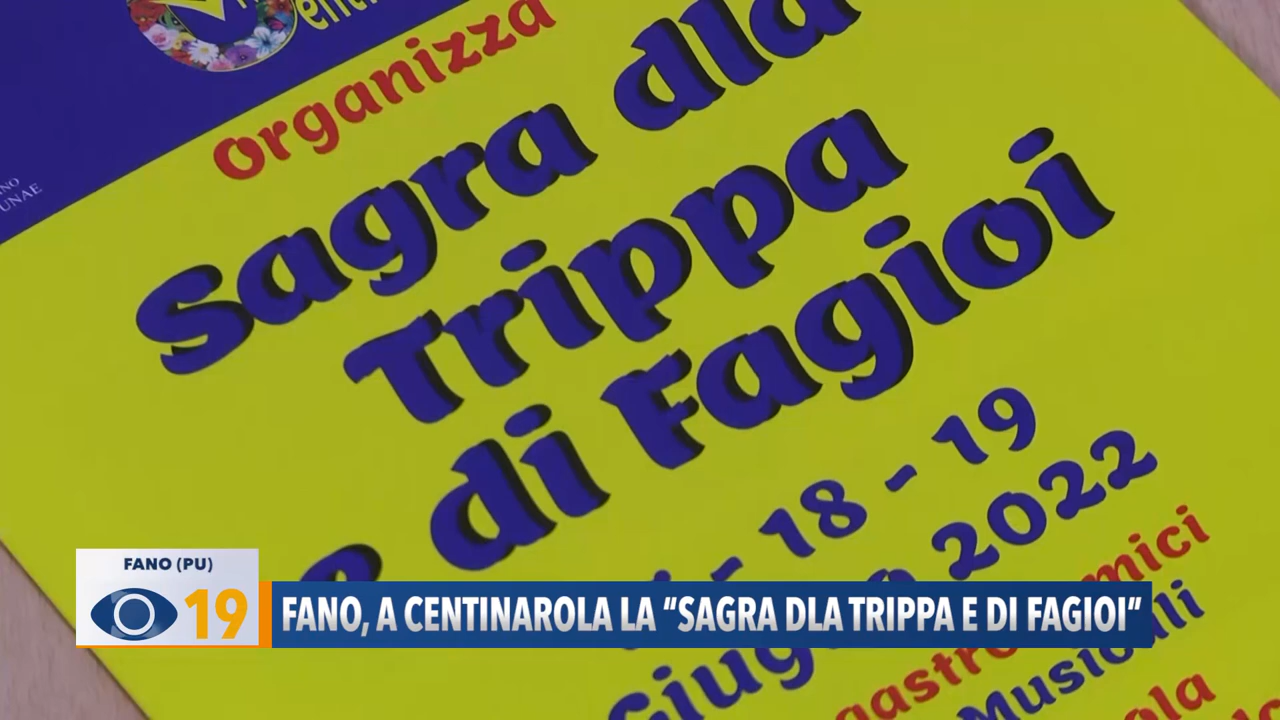 Organizza
Sagra dla
Trippa
e di Fagioi
- 18 - 19
Giugno 2022
Musicali
FANO (PU)
19
FANO, A CENTINAROLA LA “SAGRA DLA TRIPPA E DI FAGIOI”